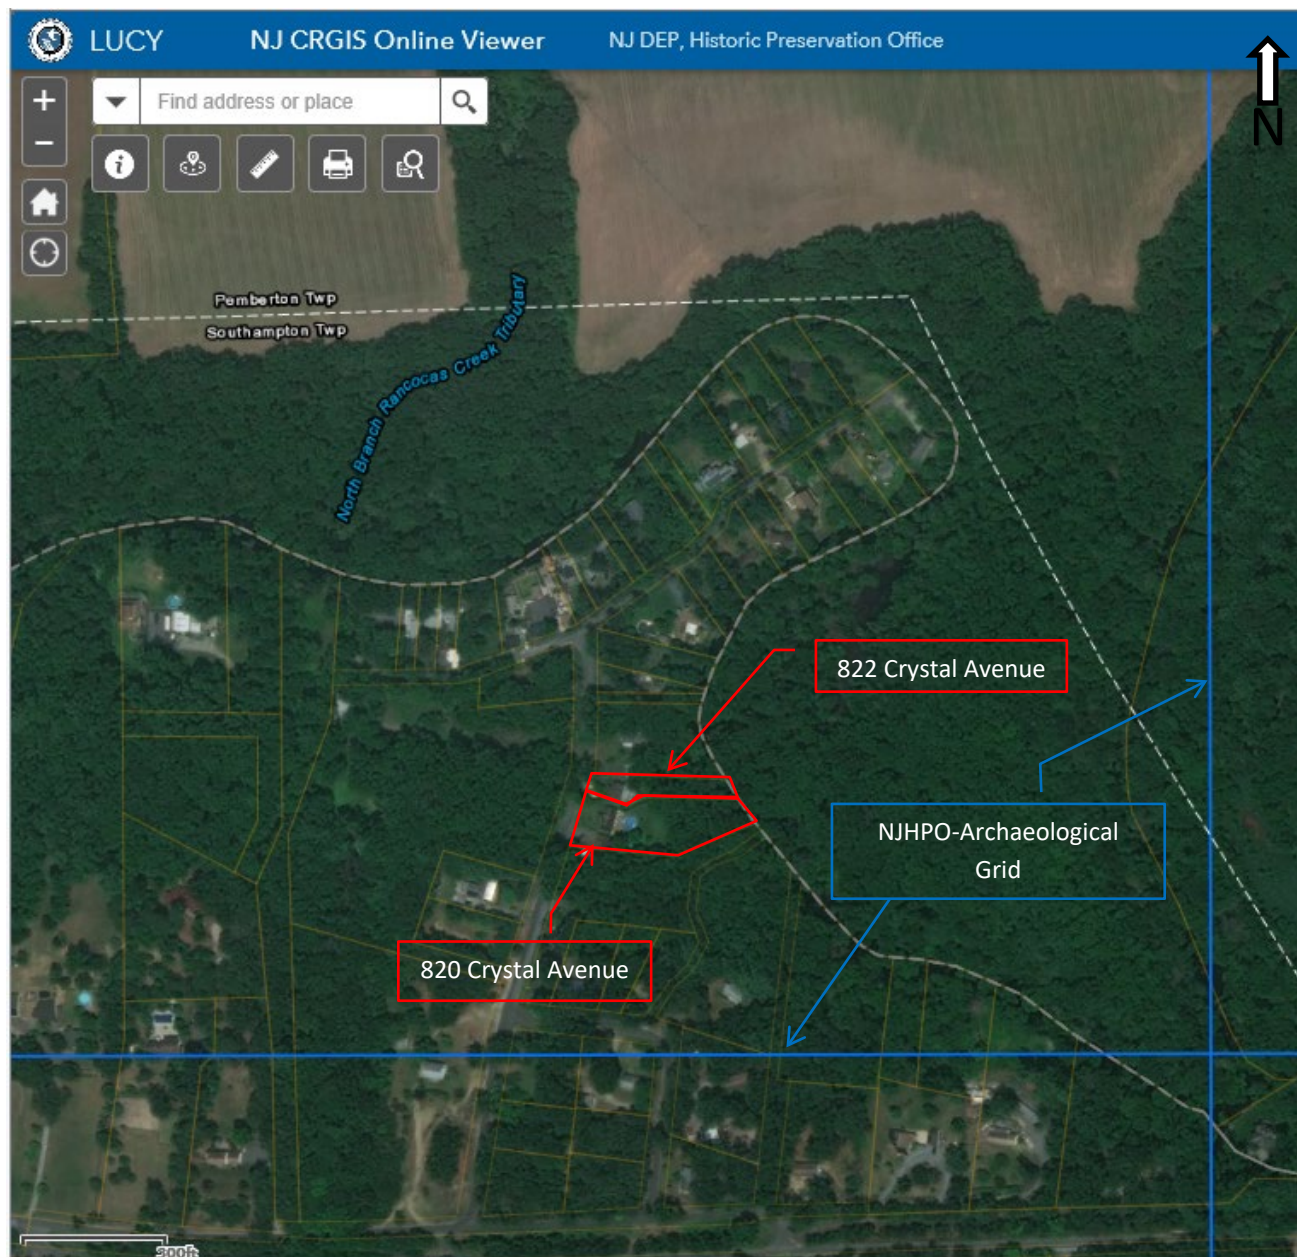 LUCY NJ CRGIS Online Viewer NJ DEP, Historic Preservation Office
N
+
Find address or place
−
Pemberton Twp
Southampton Twp
North Branch Rancocas Creek Tributary
822 Crystal Avenue
NJHPO-Archaeological
Grid
820 Crystal Avenue
300ft